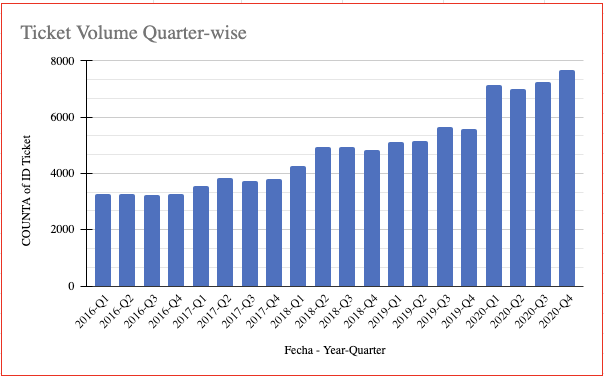 Ticket Volume Quarter-wise
8000
6000
4000
2000
0
COUNTA of ID Ticket
2016-Q1
2016-Q2
2016-Q3
2016-Q4
2017-Q1
2017-Q2
2017-Q3
2017-Q4
2018-Q1
2018-Q2
2018-Q3
2018-Q4
2019-Q1
2019-Q2
2019-Q3
2019-Q4
2020-Q1
2020-Q2
2020-Q3
2020-Q4
Fecha - Year-Quarter